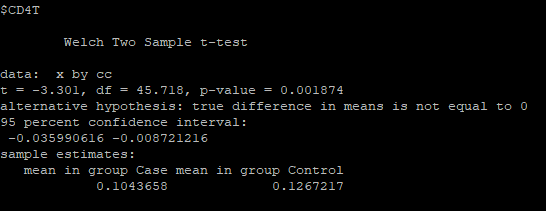 $CD4T
Welch Two Sample t-test
data:  x by cc
t = -3.301, df = 45.718, p-value = 0.001874
alternative hypothesis: true difference in means is not equal to 0
95 percent confidence interval:
 -0.035990616 -0.008721216
sample estimates:
   mean in group Case mean in group Control
            0.1043658             0.1267217